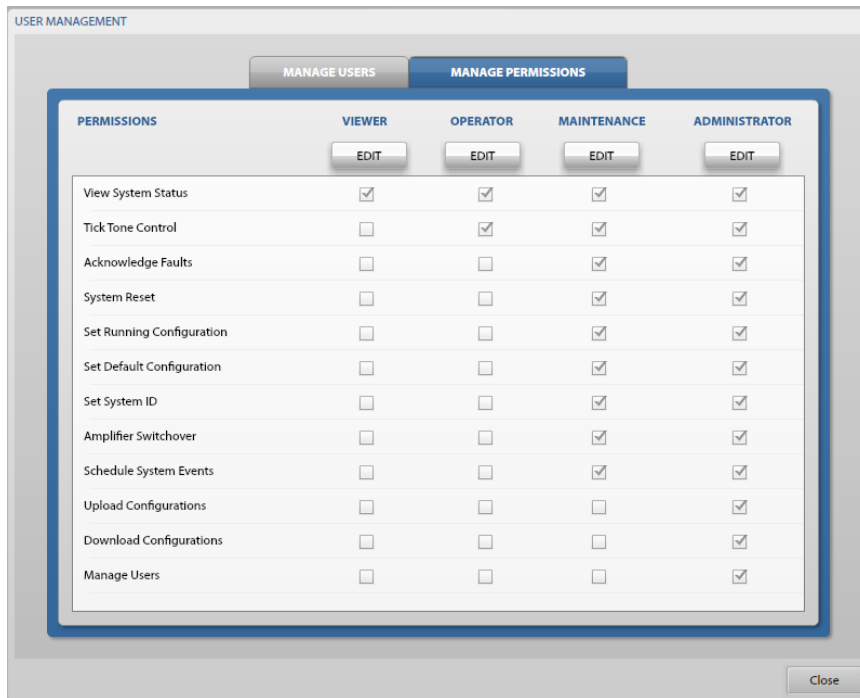 USER MANAGEMENT
MANAGE USERS MANAGE PERMISSIONS
PERMISSIONS VIEWER OPERATOR MAINTENANCE ADMINISTRATOR
EDIT EDIT EDIT EDIT
View System Status
Tick Tone Control
Acknowledge Faults
System Reset
Set Running Configuration
Set Default Configuration
Set System ID
Amplifier Switchover
Schedule System Events
Upload Configurations
Download Configurations
Manage Users
Close